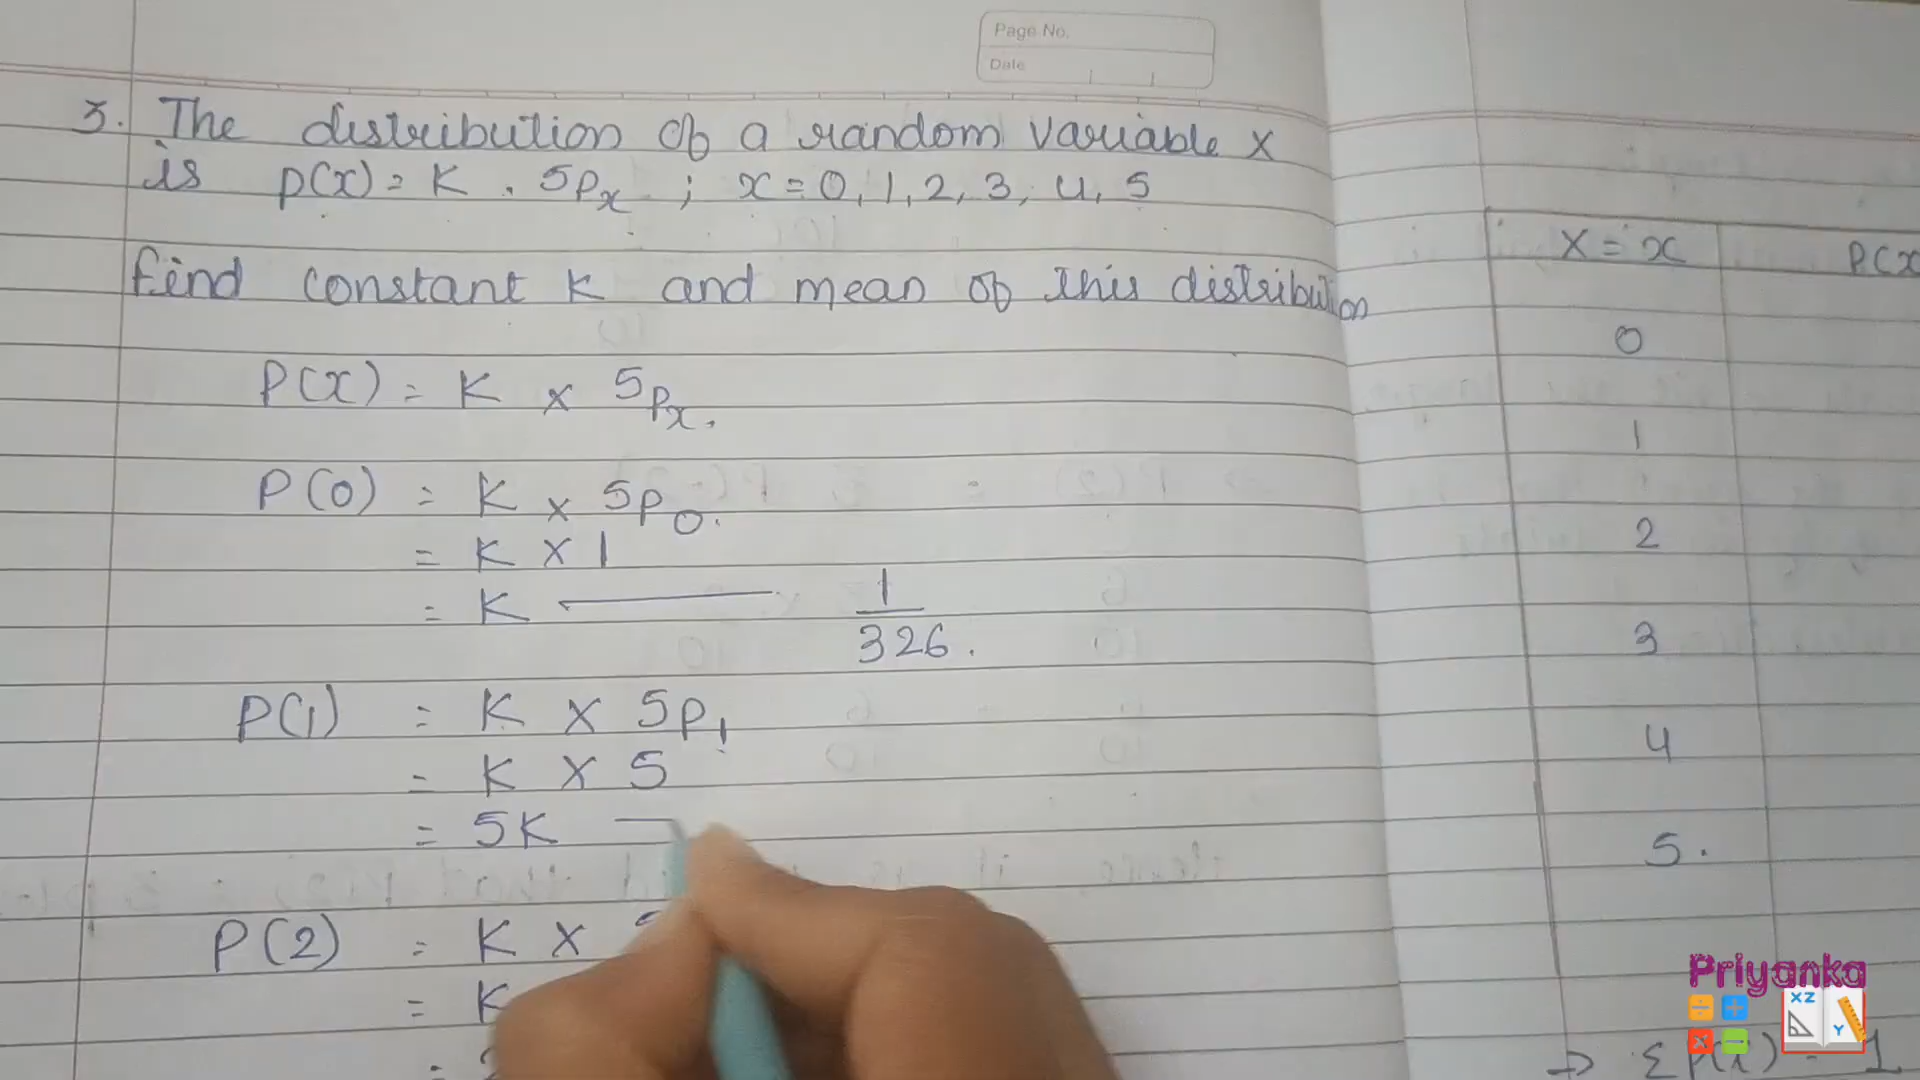 Page No.
Date
3. The distribution of a random variable x
is p(x) = K . 5Px ; x = 0, 1, 2, 3, 4, 5
find constant K and mean of this distribution
P(x) = K × 5Px.
P(0) = K × 5P0.
= K × 1
= K — 1/326.
P(1) = K × 5P1
= K × 5
= 5K —
P(2) = K ×
= K
=
X = x P(x
0
1
2
3
4
5.
⇒ Σ P(x) = 1
Priyanka
XZ
Y